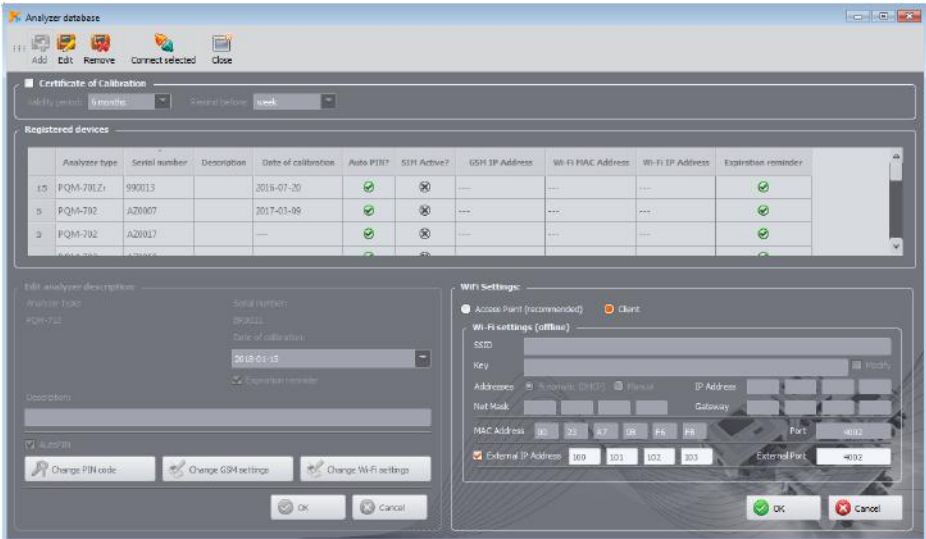 Analyzer database
Add Edit Remove Connect selected Close
Certificate of Calibration
Validity period: 6 months Remind before: week
Registered devices
Analyzer type Serial number Description Date of calibration Auto PIN? SIM Active? GSM IP Address Wi-Fi MAC Address Wi-Fi IP Address Expiration reminder
15 990013 2016-07-20 --- --- ---
5 PQM-702 AZ0007 2017-03-09 --- --- ---
3 PQM-702 AZ0017 --- --- --- ---
Edit analyzer description: WiFi Settings:
Analyzer type: Serial number: Access Point (recommended) Client
Wi-Fi settings (offline)
Date of calibration: SSID
2018-01-15 Key Modify
Expiration reminder Addresses Automatic (DHCP) Manual IP Address
Description: Net Mask Gateway
MAC Address 00 23 A7 F6 Port 4002
AutoPIN External IP Address 100 101 102 103 External Port 4002
Change PIN code Change GSM settings Change Wi-Fi settings
OK Cancel OK Cancel